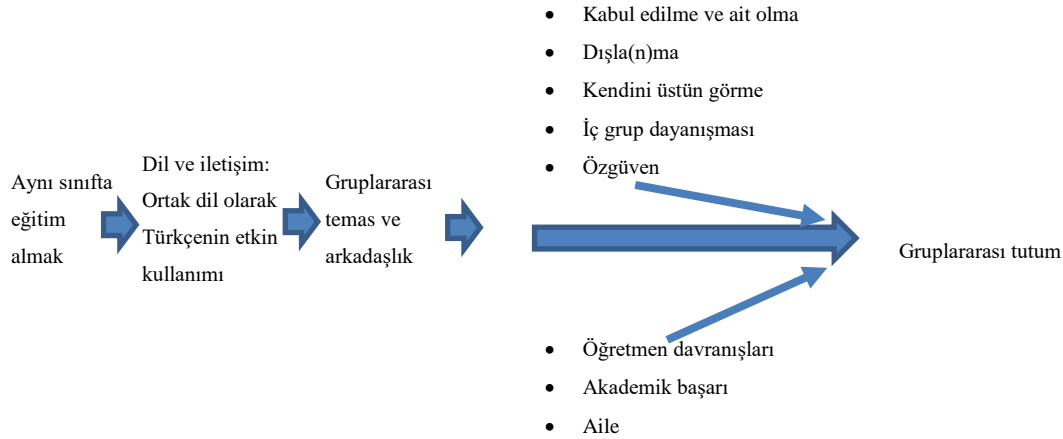 Aynı sınıfta
eğitim
almak
Dil ve iletişim:
Ortak dil olarak
Türkçenin etkin
kullanımı
Gruplararası
temas ve
arkadaşlık
• Kabul edilme ve ait olma
• Dışla(n)ma
• Kendini üstün görme
• İç grup dayanışması
• Özgüven
• Öğretmen davranışları
• Akademik başarı
• Aile
Gruplararası tutum